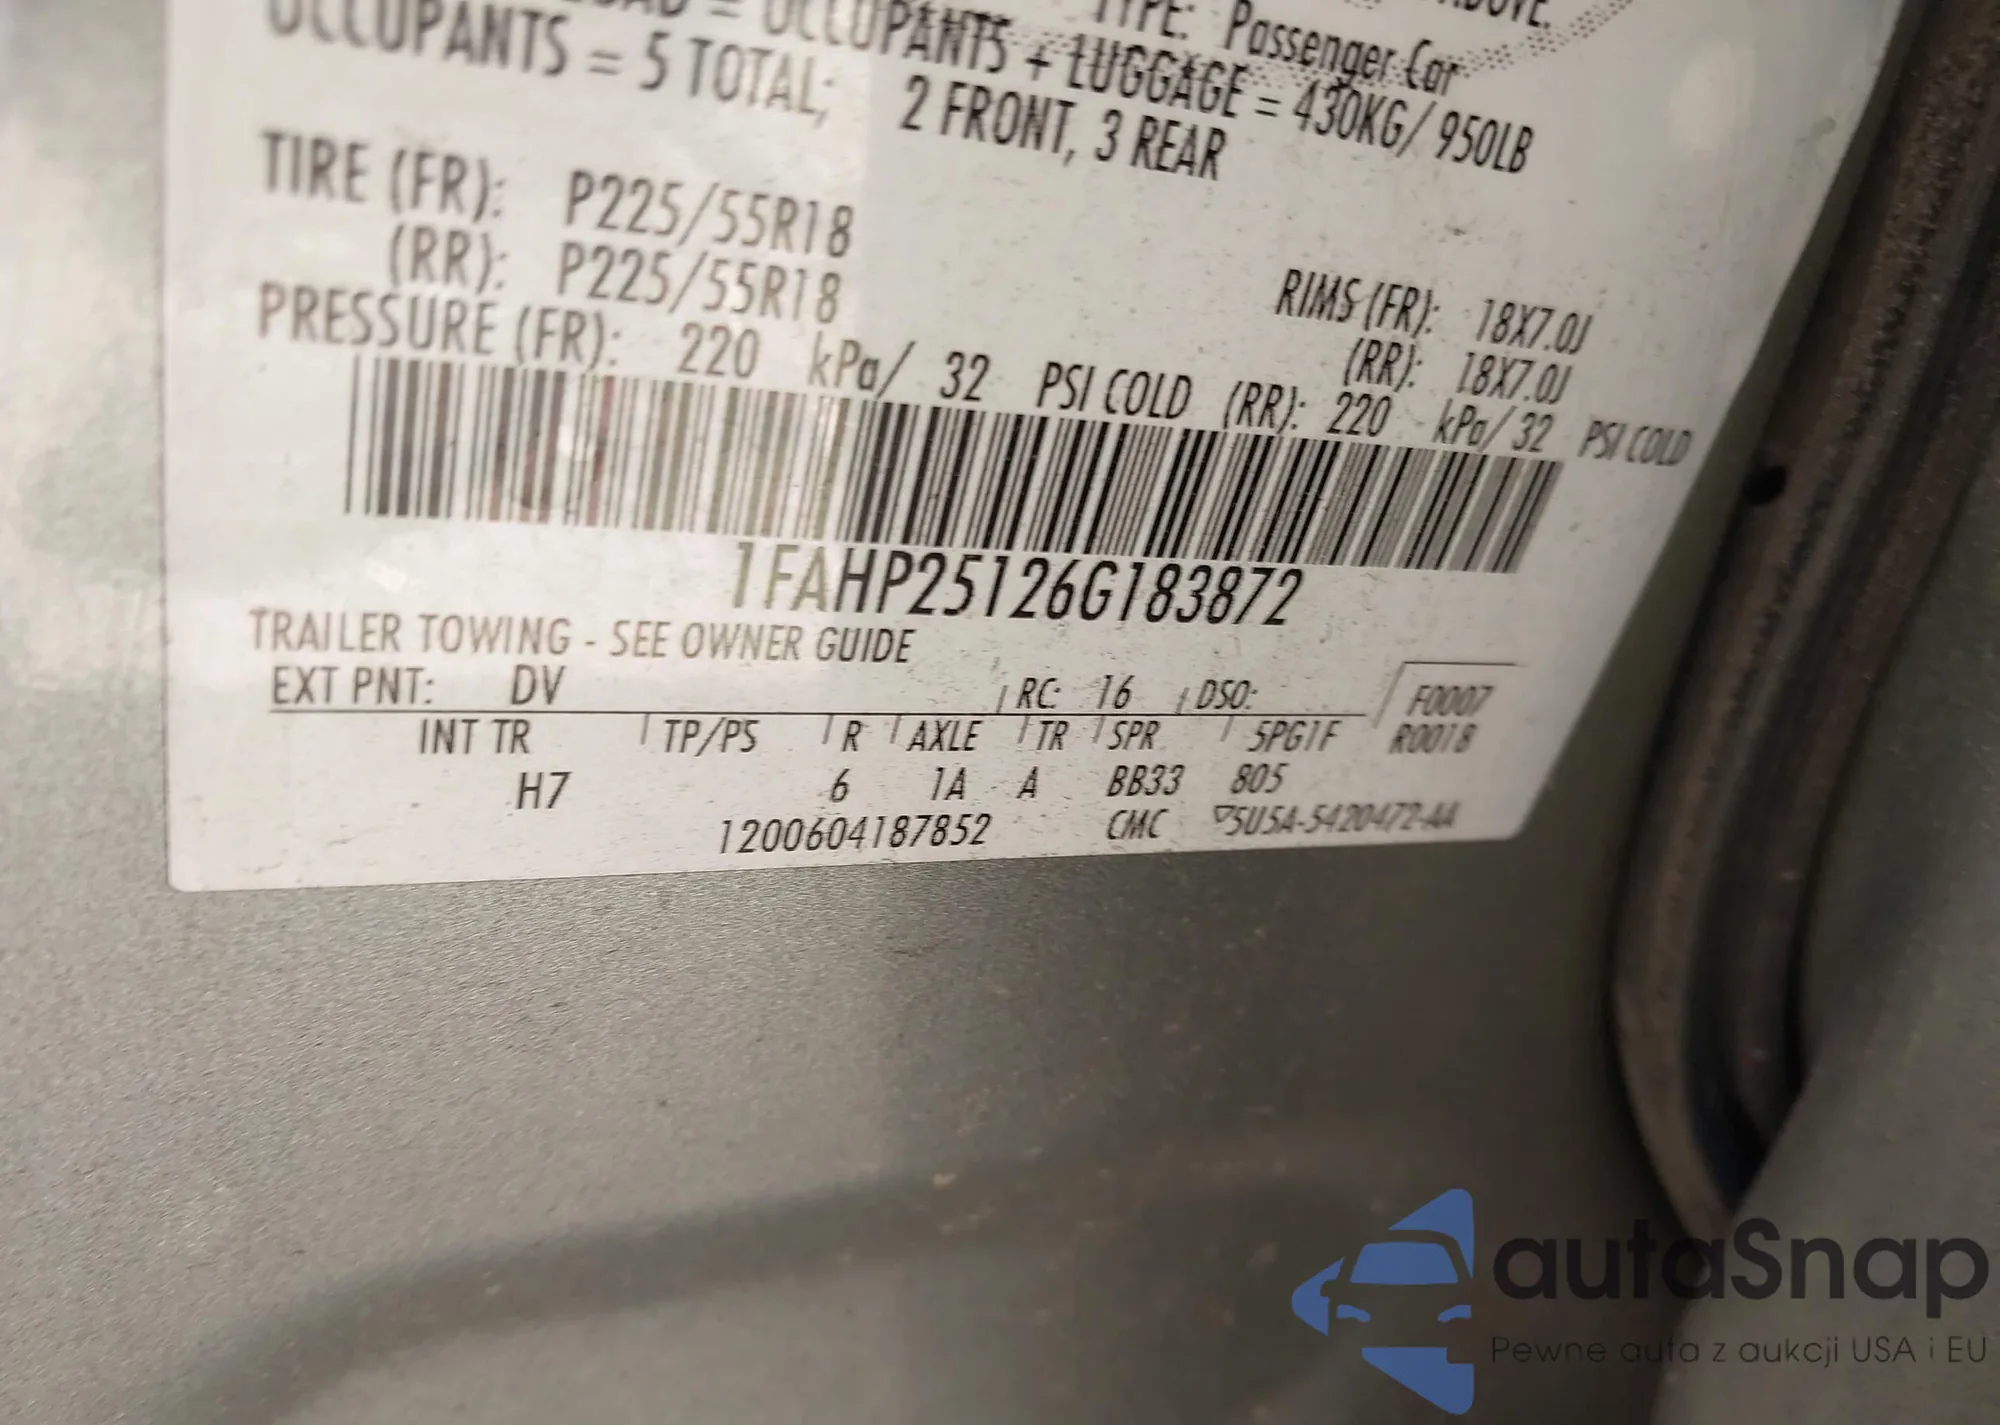 ABOVE.
TYPE: Passenger Car
= OCCUPANTS + LUGGAGE = 430KG/ 950LB
OCCUPANTS = 5 TOTAL; 2 FRONT, 3 REAR
TIRE (FR): P225/55R18
(RR): P225/55R18
RIMS (FR): 18X7.0J
(RR): 18X7.0J
PRESSURE (FR): 220 kPa/ 32 PSI COLD (RR): 220 kPa/ 32 PSI COLD
1FAHP25126G183872
TRAILER TOWING - SEE OWNER GUIDE
EXT PNT: DV RC: 16 DSO: F0007
INT TR TP/PS R AXLE TR SPR 5PG1F R0018
H7 6 1A A BB33 805
1200604187852 CMC ▽5U5A-5420472-AA
autaSnap
Pewne auta z aukcji USA i EU